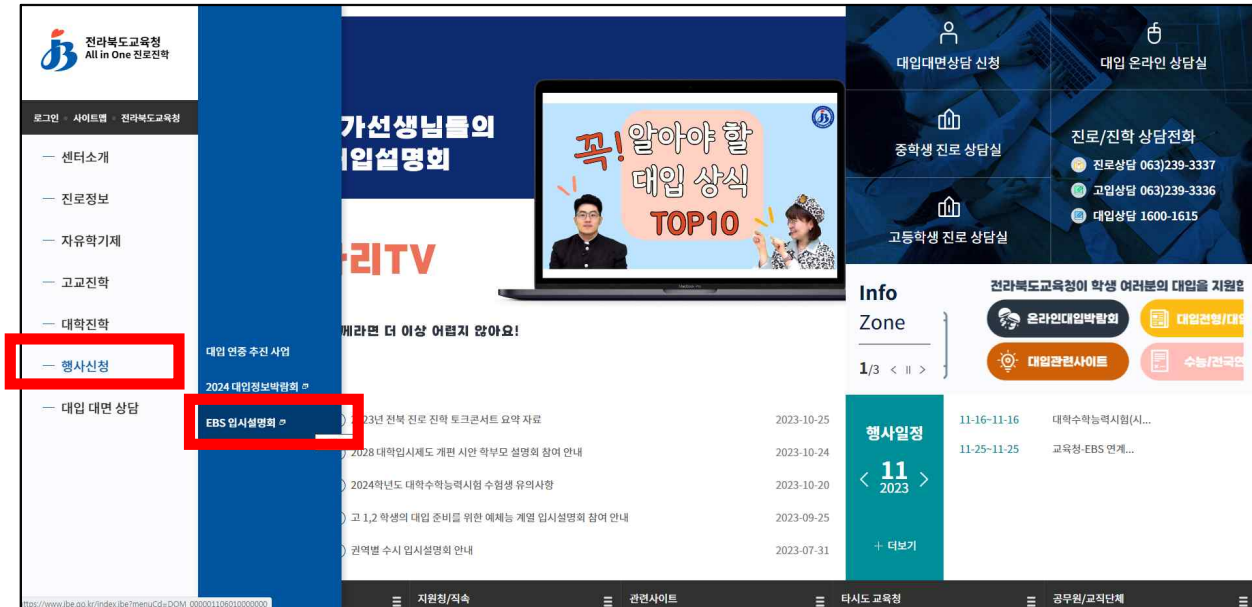 전라북도교육청
All in One 진로진학
로그인 사이트맵 전라북도교육청
센터소개
진로정보
자유학기제
고교진학
대학진학
행사신청
대입 대면 상담
대입 연중 추진 사업
2024 대입정보박람회
EBS 입시설명회
가선생님들의
입설명회
리TV
꼭! 알아야 할
대입 상식
TOP10
께라면 더 이상 어렵지 않아요!
2023년 전북 진로 진학 토크콘서트 요약 자료 2023-10-25
2028 대학입시제도 개편 시안 학부모 설명회 참여 안내 2023-10-24
2024학년도 대학수학능력시험 수험생 유의사항 2023-10-20
고 1,2 학생의 대입 준비를 위한 예체능 계열 입시설명회 참여 안내 2023-09-25
권역별 수시 입시설명회 안내 2023-07-31
대입대면상담 신청
대입 온라인 상담실
중학생 진로 상담실
고등학생 진로 상담실
진로/진학 상담전화
진로상담 063)239-3337
고입상담 063)239-3336
대입상담 1600-1615
Info
Zone
1/3 < II >
전라북도교육청이 학생 여러분의 대입을 지원합
온라인대입박람회
대입전형/대입
대입관련사이트
수능/전국연
행사일정
< 11 >
2023
+ 더보기
11-16~11-16 대학수학능력시험(시...
11-25~11-25 교육청-EBS 연계...
지원청/직속
관련사이트
타시도 교육청
공무원/교직단체
ttps://www.jbe.go.kr/index.jbe?menuCd=DOM_000001106010000000